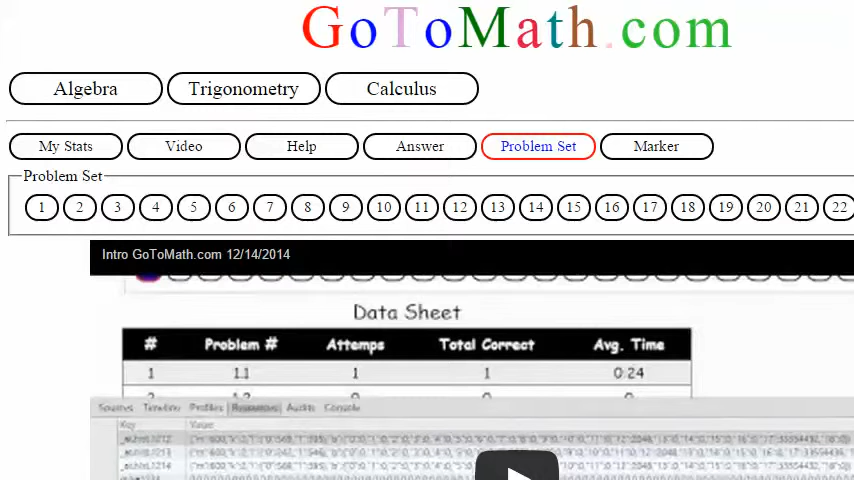 GoToMath.com
Algebra Trigonometry Calculus
My Stats Video Help Answer Problem Set Marker
Problem Set
1 2 3 4 5 6 7 8 9 10 11 12 13 14 15 16 17 18 19 20 21 22
Intro GoToMath.com 12/14/2014
Data Sheet
# Problem # Attemps Total Correct Avg. Time
1 1.1 1 1 0:24
Sources Timeline Profiles Resources Audits Console
Key Value